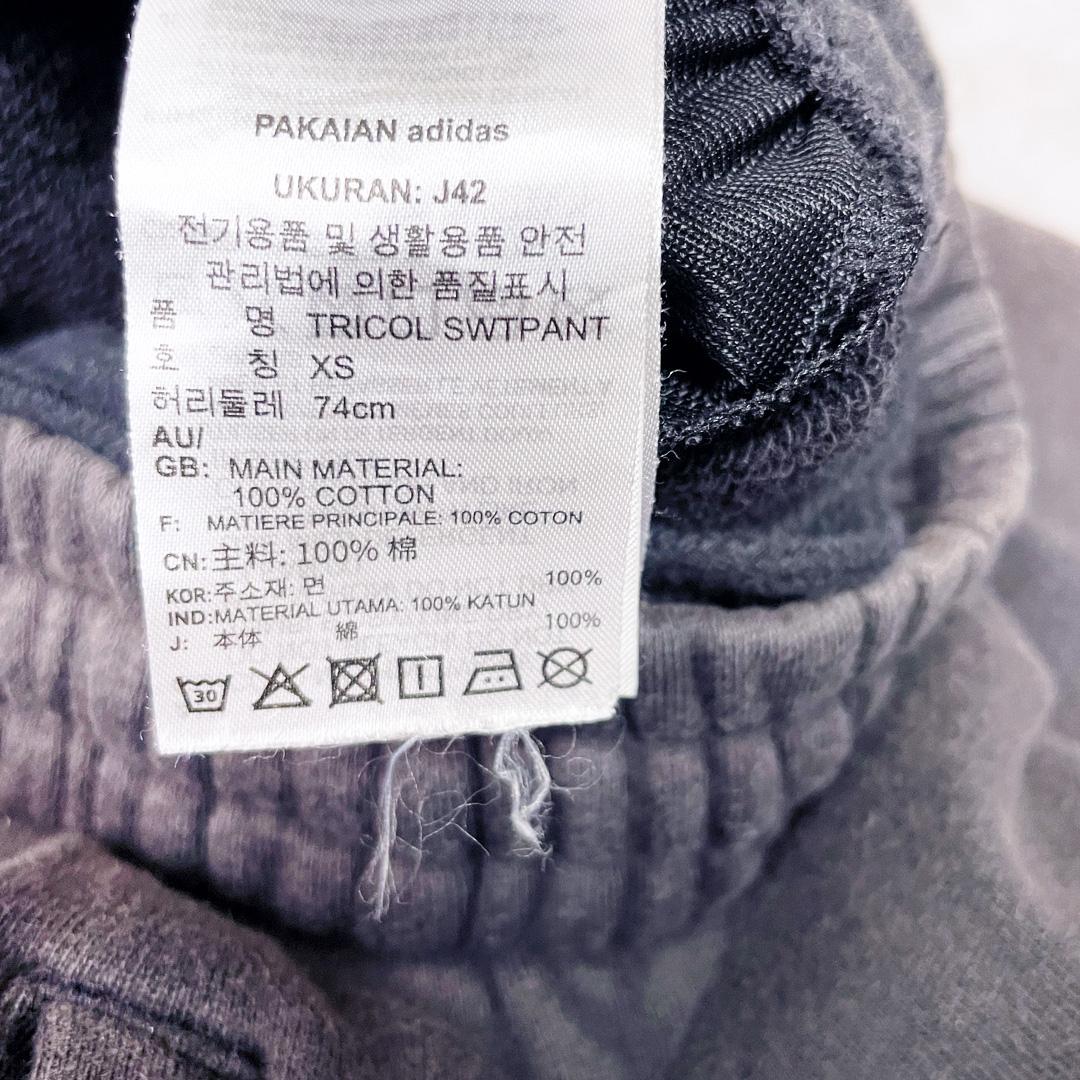 PAKAIAN adidas
UKURAN: J42
전기용품 및 생활용품 안전
관리법에 의한 품질표시
품 명 TRICOL SWTPANT
호 칭 XS
허리둘레 74cm
AU/
GB: MAIN MATERIAL:
100% COTTON
F: MATIERE PRINCIPALE: 100% COTON
CN: 主料: 100% 棉
KOR: 주소재: 면 100%
IND: MATERIAL UTAMA: 100% KATUN
J: 本体 綿 100%
30